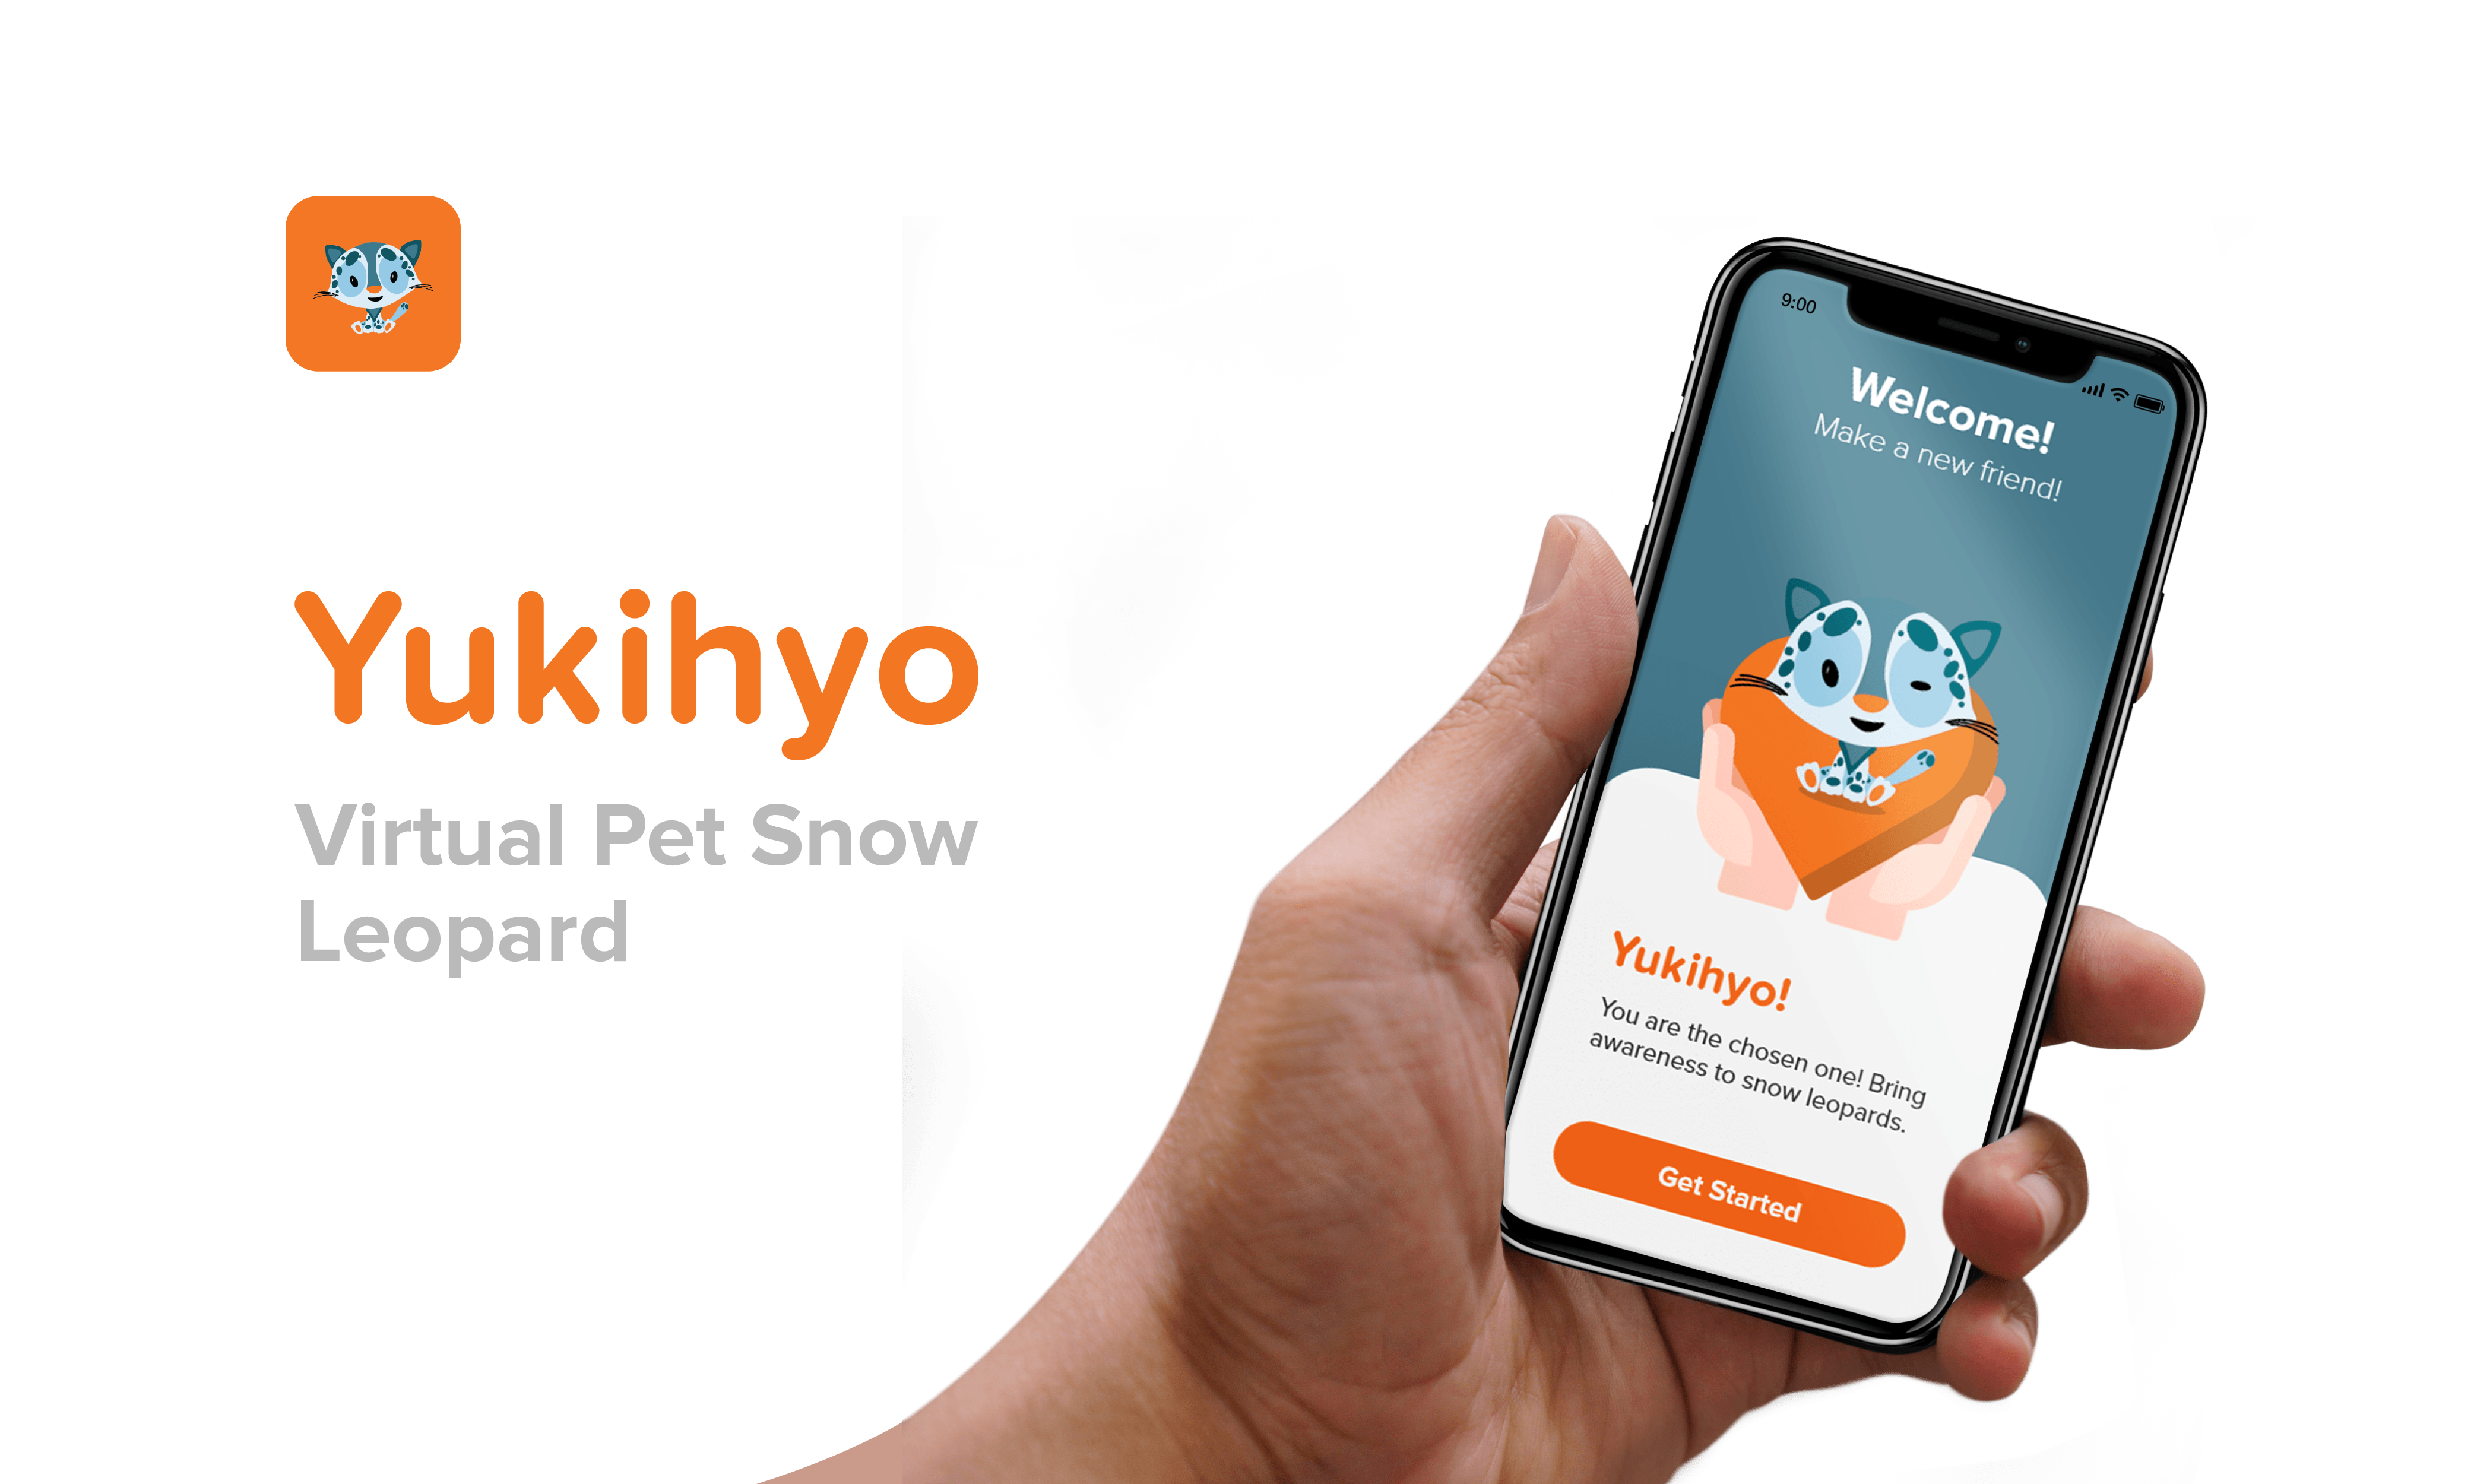 Yukihyo
Virtual Pet Snow
Leopard
9:00
Welcome!
Make a new friend!
Yukihyo!
You are the chosen one! Bring
awareness to snow leopards.
Get Started